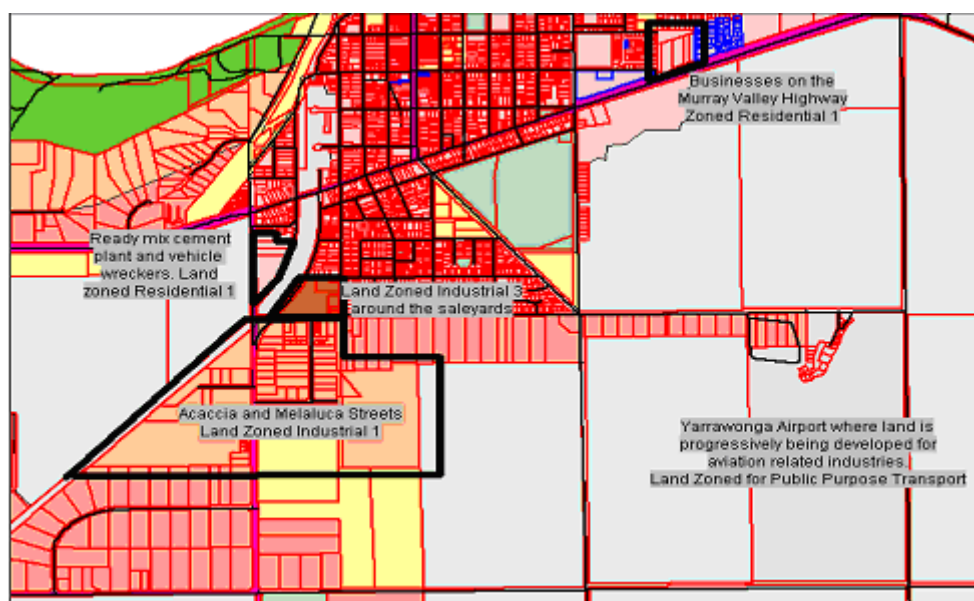 Businesses on the
Murray Valley Highway
Zoned Residential 1
Ready mix cement
plant and vehicle
wreckers. Land
zoned Residential 1
Land Zoned Industrial 3
around the saleyards
Acaccia and Melaluca Streets
Land Zoned Industrial 1
Yarrawonga Airport where land is
progressively being developed for
aviation related industries.
Land Zoned for Public Purpose Transport